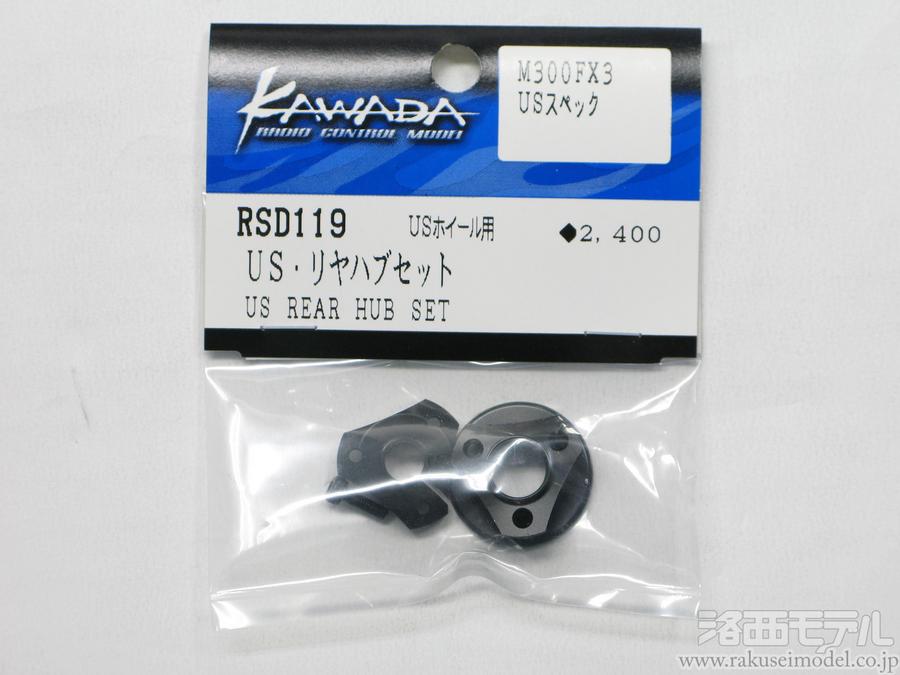 KAWADA
RADIO CONTROL MODEL
M300FX3
USスペック
RSD119 USホイール用 ◆2,400
US・リヤハブセット
US REAR HUB SET
洛西モデル
www.rakuseimodel.co.jp